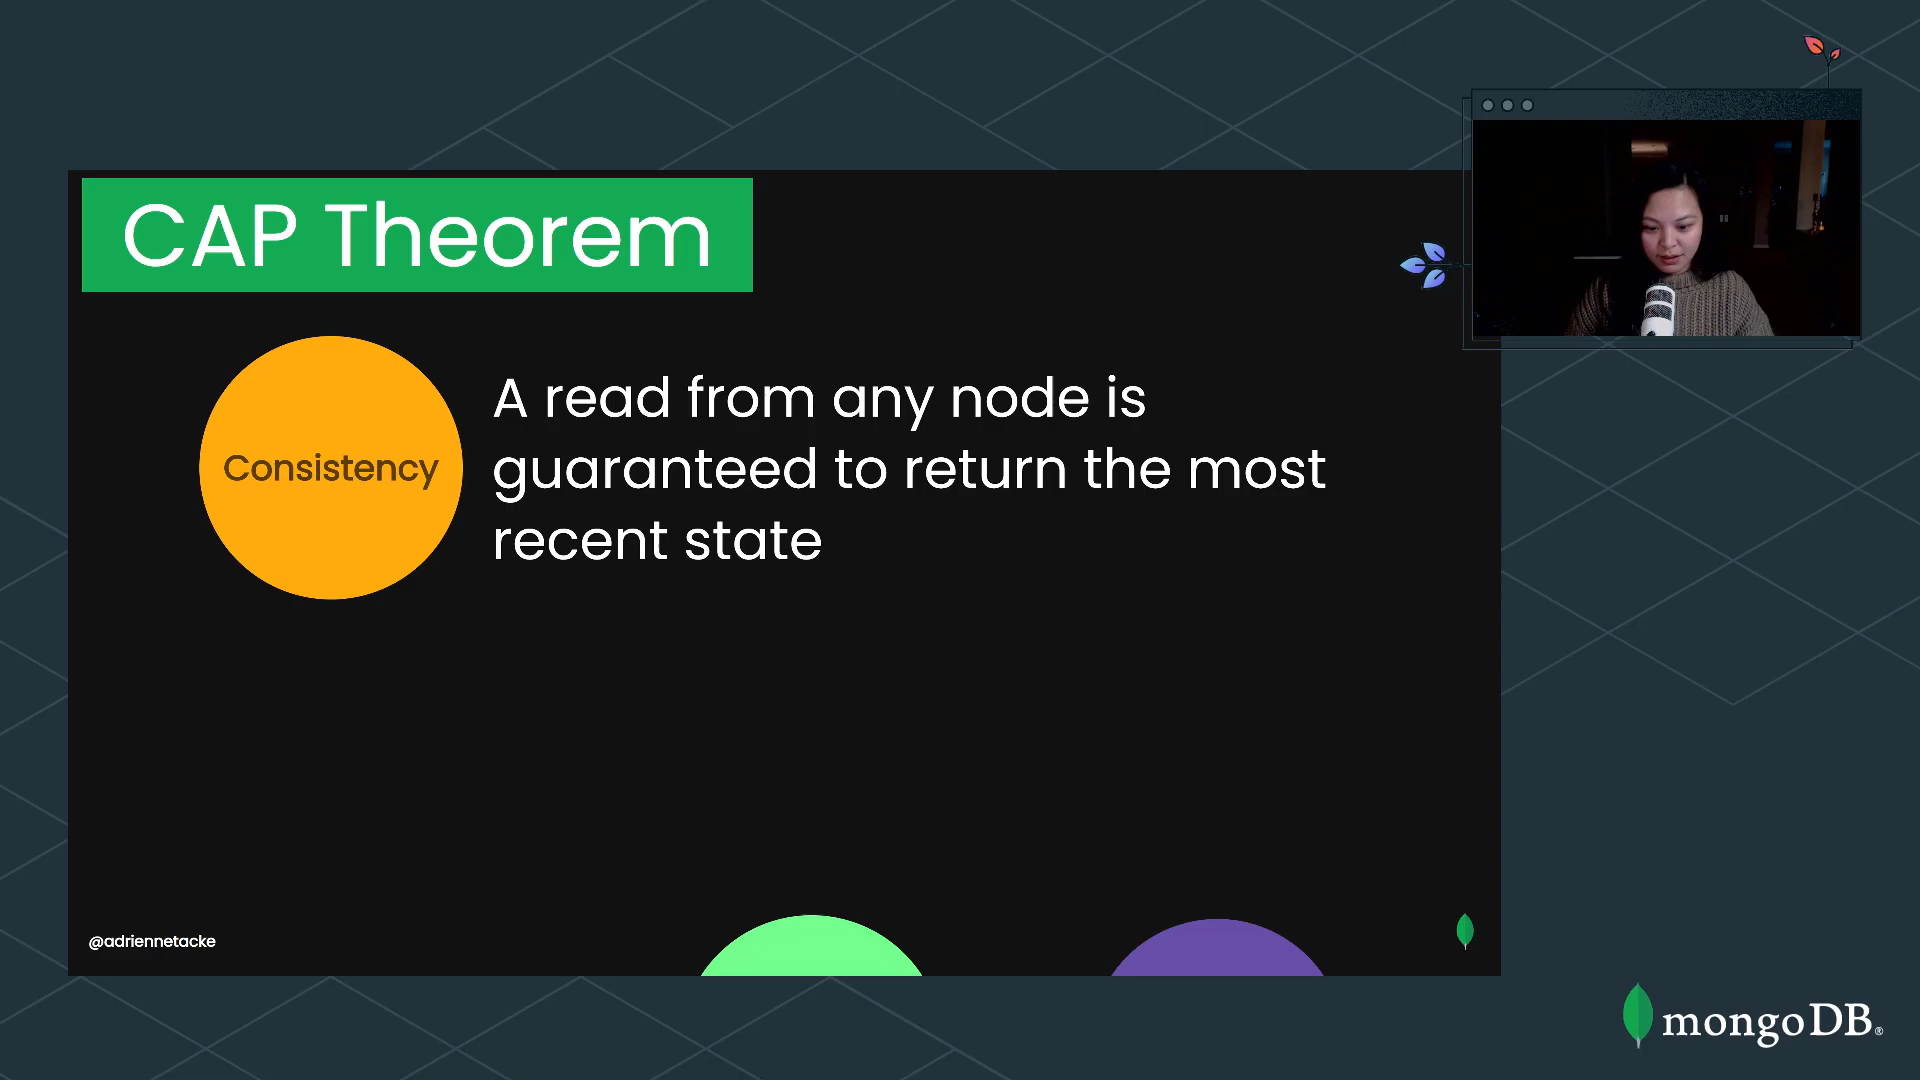 CAP Theorem
Consistency
A read from any node is
guaranteed to return the most
recent state
@adriennetacke
mongoDB®